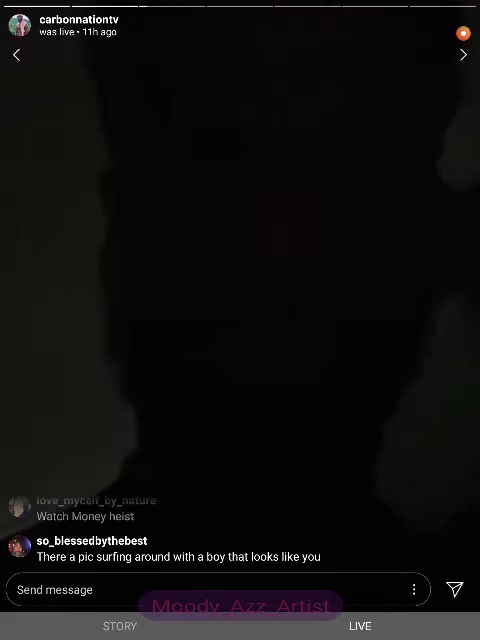 carbonnationtv
was live • 11h ago
love_mycelf_by_nature
Watch Money heist
so_blessedbythebest
There a pic surfing around with a boy that looks like you
Send message
Moody_Azz_Artist
STORY
LIVE